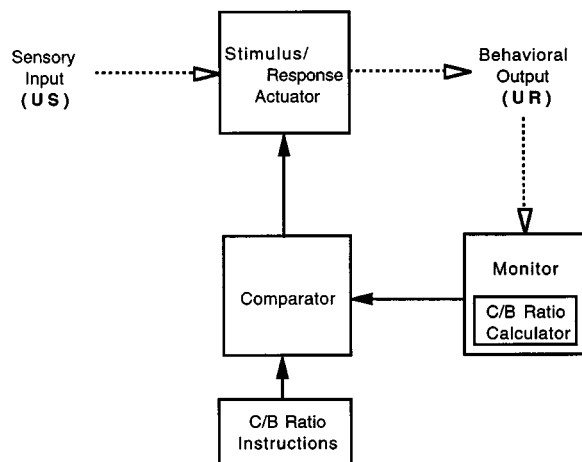 Sensory
Input
(US)
Stimulus/
Response
Actuator
Behavioral
Output
(UR)
Comparator
Monitor
C/B Ratio
Calculator
C/B Ratio
Instructions